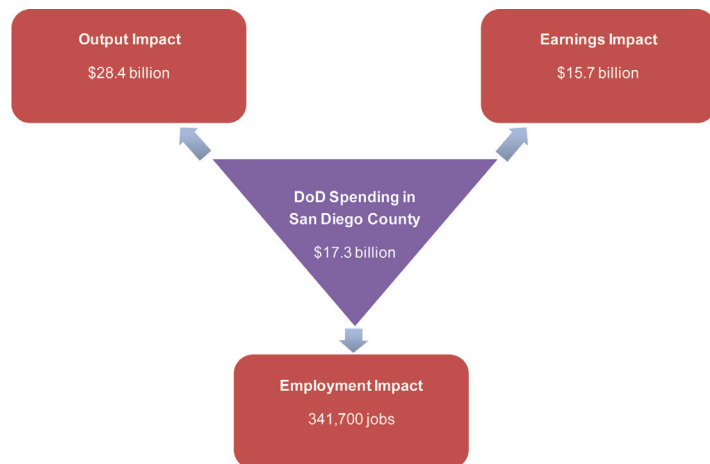 Output Impact
$28.4 billion
Earnings Impact
$15.7 billion
DoD Spending in
San Diego County
$17.3 billion
Employment Impact
341,700 jobs